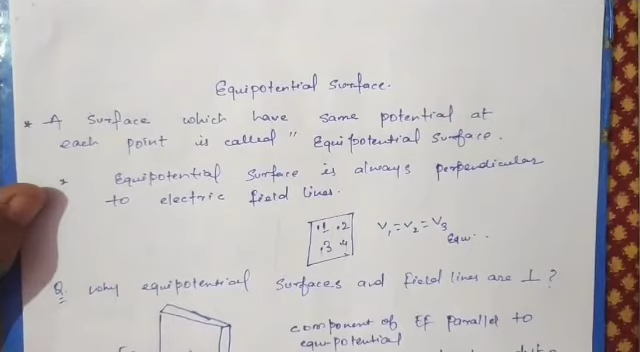 Equipotential Surface.
* A surface which have same potential at
each point is called " Equipotential Surface.
* Equipotential Surface is always perpendicular
to electric field lines.
.1 .2
.3 4
V₁ = V₂ = V₃
Q. why equipotential surfaces and field lines are ⊥ ?
component of EF parallel to
equipotential